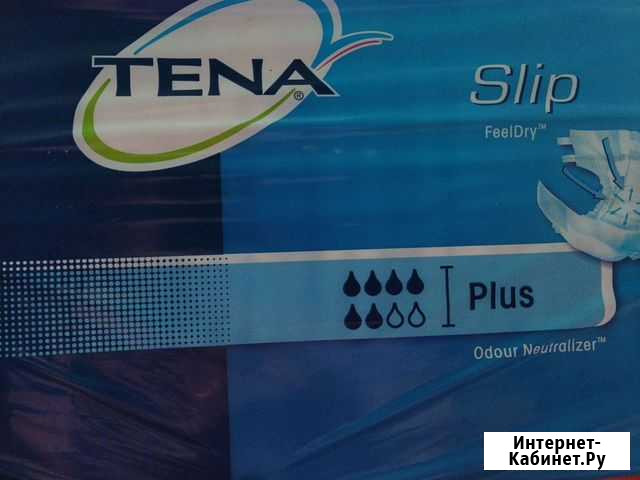 TENA®
Slip
FeelDry™
Plus
Odour Neutralizer™
Интернет-
Кабинет.Ру